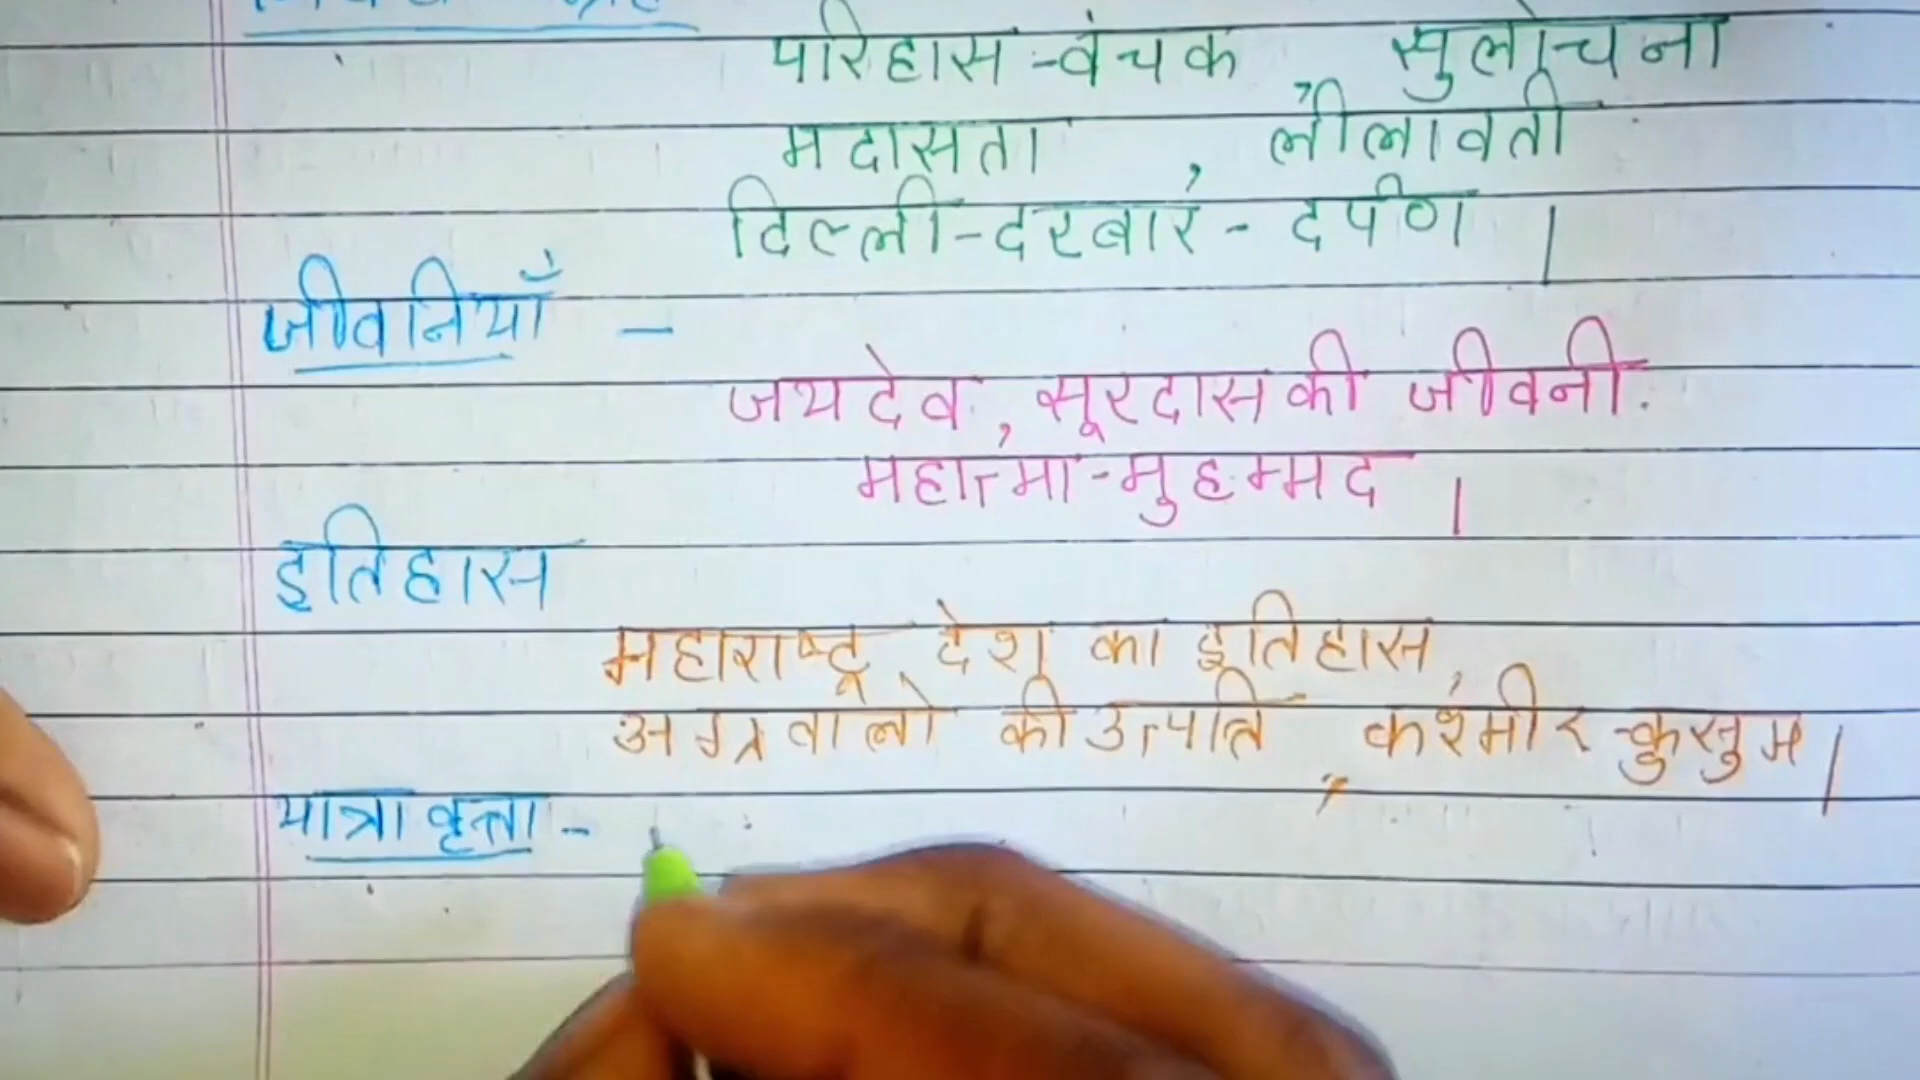 परिहास-वंचक, सुलोचना
मदासता, लीलावती
दिल्ली-दरबार-दर्पण ।
जीवनियाँ -
जयदेव, सूरदास की जीवनी.
महात्मा-मुहम्मद ।
इतिहास
महाराष्ट्र देश का इतिहास,
अग्रवालो की उत्पत्ति, कश्मीर-कुसुम ।
यात्रा वृत्ता -